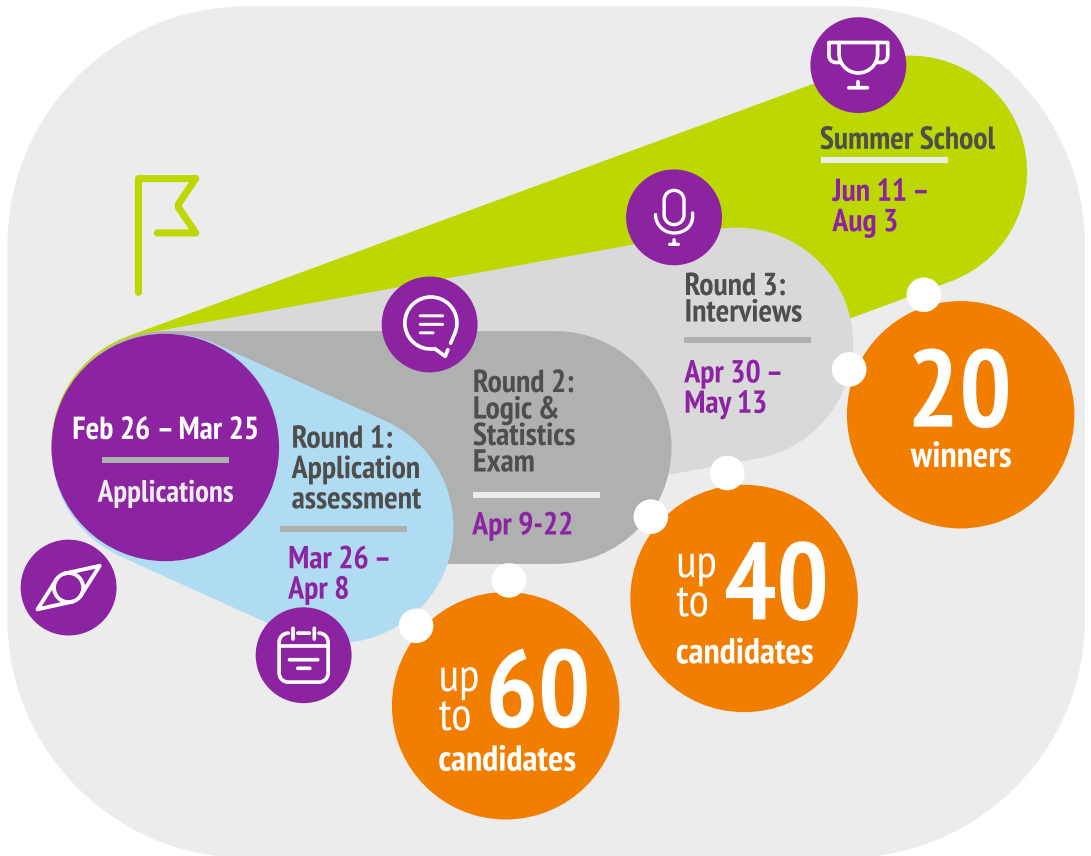 Feb 26 – Mar 25
Applications
Round 1:
Application
assessment
Mar 26 –
Apr 8
up
to 60
candidates
Round 2:
Logic &
Statistics
Exam
Apr 9-22
up
to 40
candidates
Round 3:
Interviews
Apr 30 –
May 13
20
winners
Summer School
Jun 11 –
Aug 3